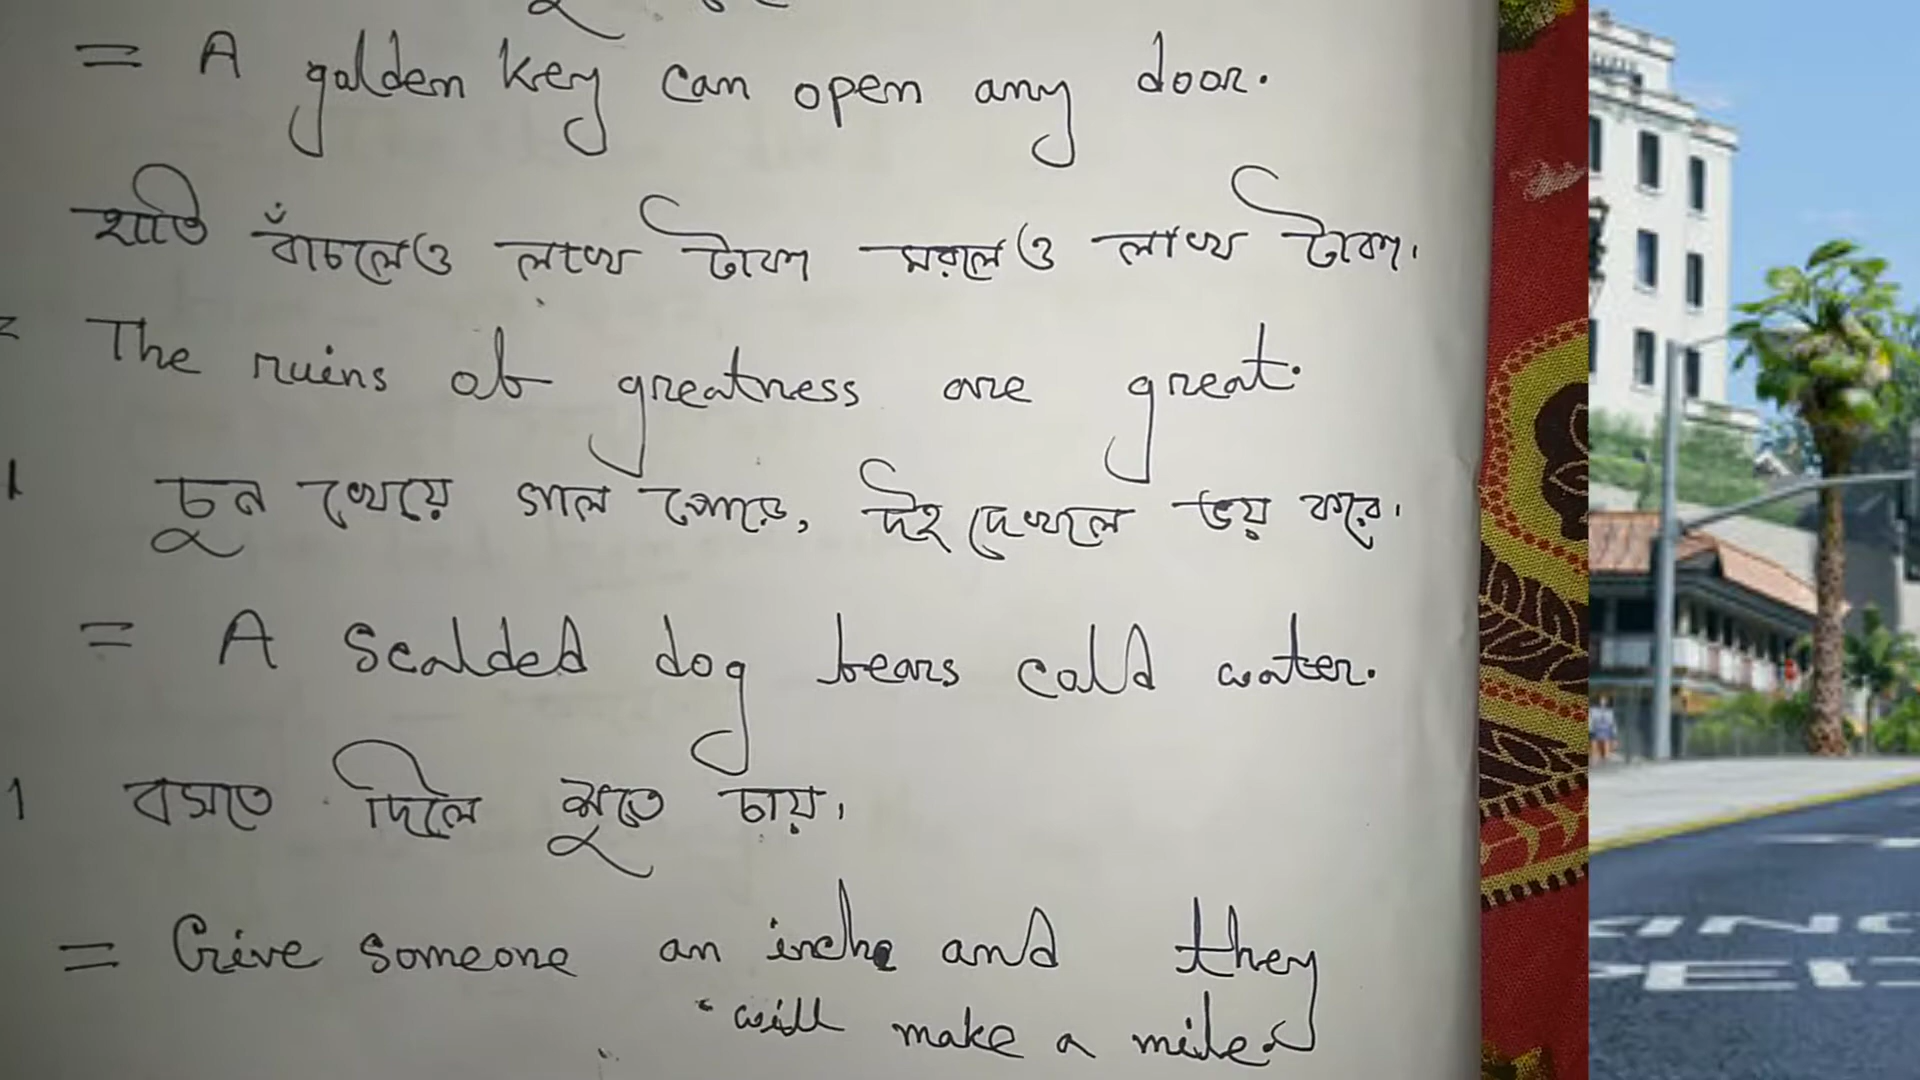 = A golden key can open any door.
হাতি বাঁচলেও লাখ টাকা মরলেও লাখ টাকা।
= The ruins of greatness are great.
। চুন খেয়ে গাল পোড়ে, দই দেখলে ভয় করে।
= A scalded dog bears cold water.
। বসতে দিলে শুতে চায়।
= Give someone an inch and they
will make a mile.